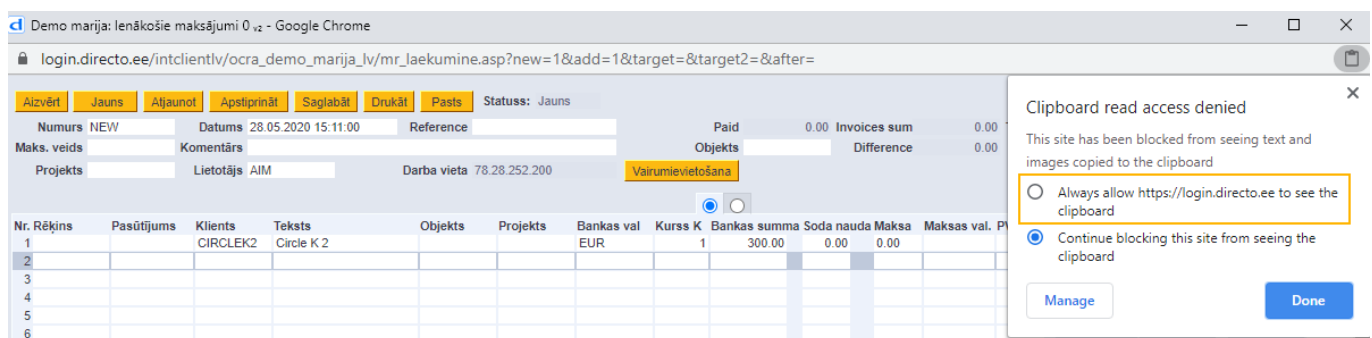 Demo marija: Ienākošie maksājumi 0 v2 - Google Chrome
login.directo.ee/intclientlv/ocra_demo_marija_lv/mr_laekumine.asp?new=1&add=1&target=&target2=&after=
Aizvērt Jauns Atjaunot Apstiprināt Saglabāt Drukāt Pasts Statuss: Jauns
Numurs NEW Datums 28.05.2020 15:11:00 Reference Paid 0.00 Invoices sum 0.00
Maks. veids Komentārs Objekts Difference 0.00
Projekts Lietotājs AIM Darba vieta 78.28.252.200 Vairumievietošana
Nr. Rēķins Pasūtījums Klients Teksts Objekts Projekts Bankas val Kurss K Bankas summa Soda nauda Maksa Maksas val.
1 CIRCLEK2 Circle K 2 EUR 1 300.00 0.00 0.00
2
3
4
5
6
Clipboard read access denied
This site has been blocked from seeing text and
images copied to the clipboard
Always allow https://login.directo.ee to see the
clipboard
Continue blocking this site from seeing the
clipboard
Manage Done